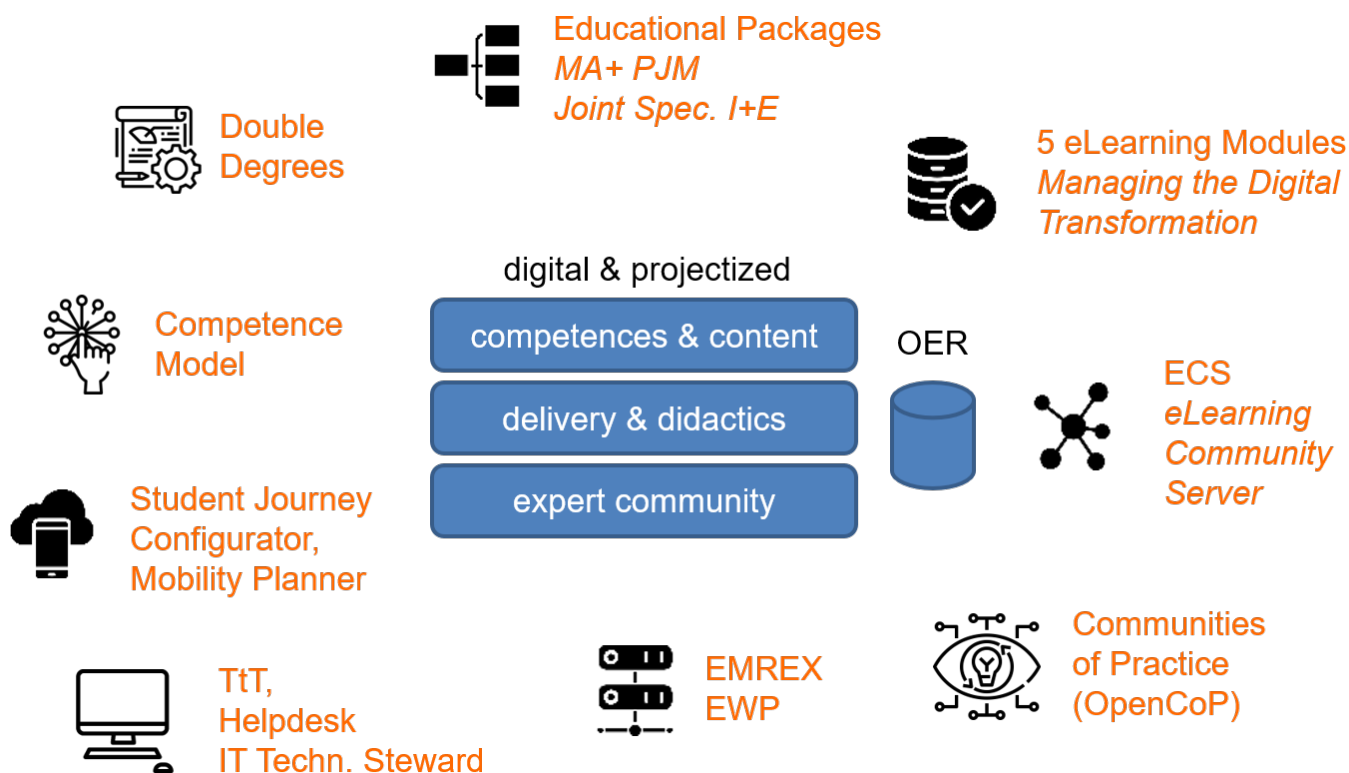 Educational Packages
MA+ PJM
Joint Spec. I+E
Double
Degrees
5 eLearning Modules
Managing the Digital
Transformation
digital & projectized
competences & content
delivery & didactics
expert community
OER
Competence
Model
ECS
eLearning
Community
Server
Student Journey
Configurator,
Mobility Planner
Communities
of Practice
(OpenCoP)
EMREX
EWP
TtT,
Helpdesk
IT Techn. Steward